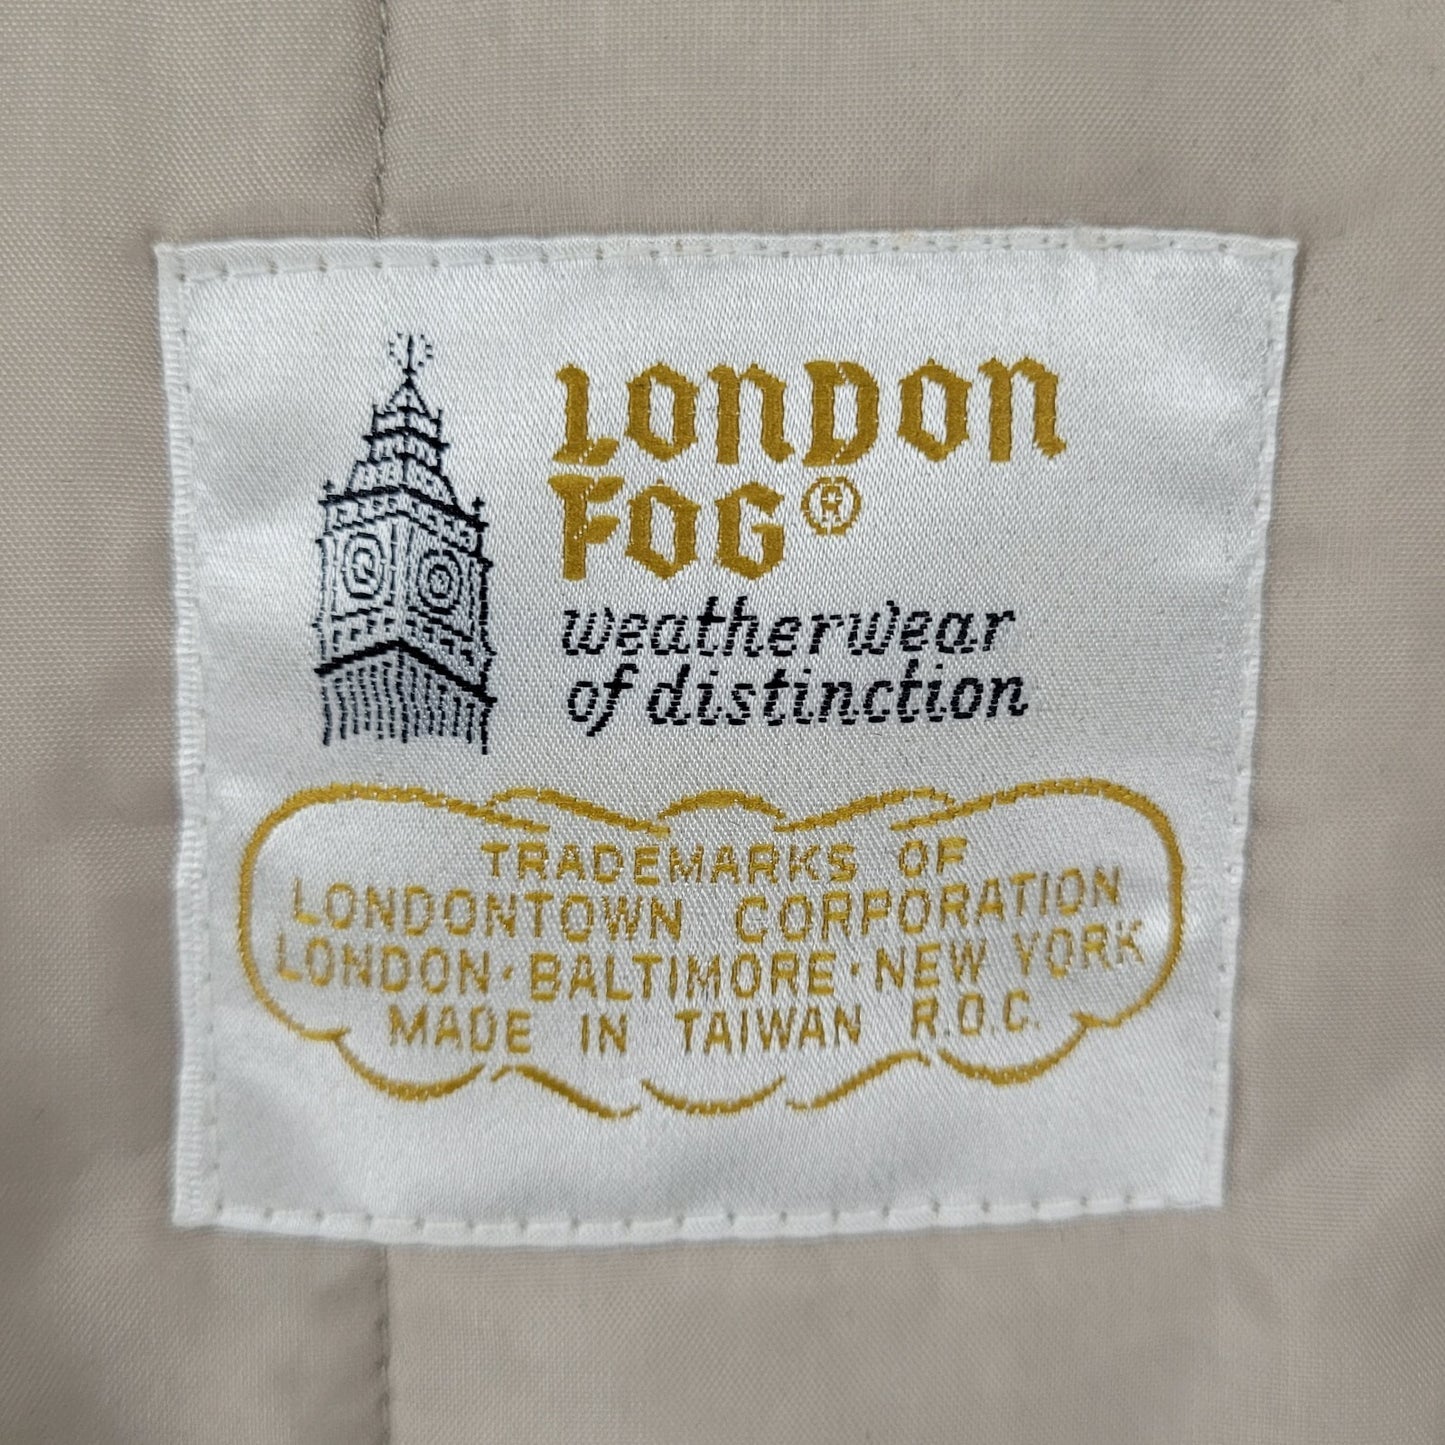 LONDON
FOG®
weatherwear
of distinction
TRADEMARKS OF
LONDONTOWN CORPORATION
LONDON·BALTIMORE·NEW YORK
MADE IN TAIWAN R.O.C.